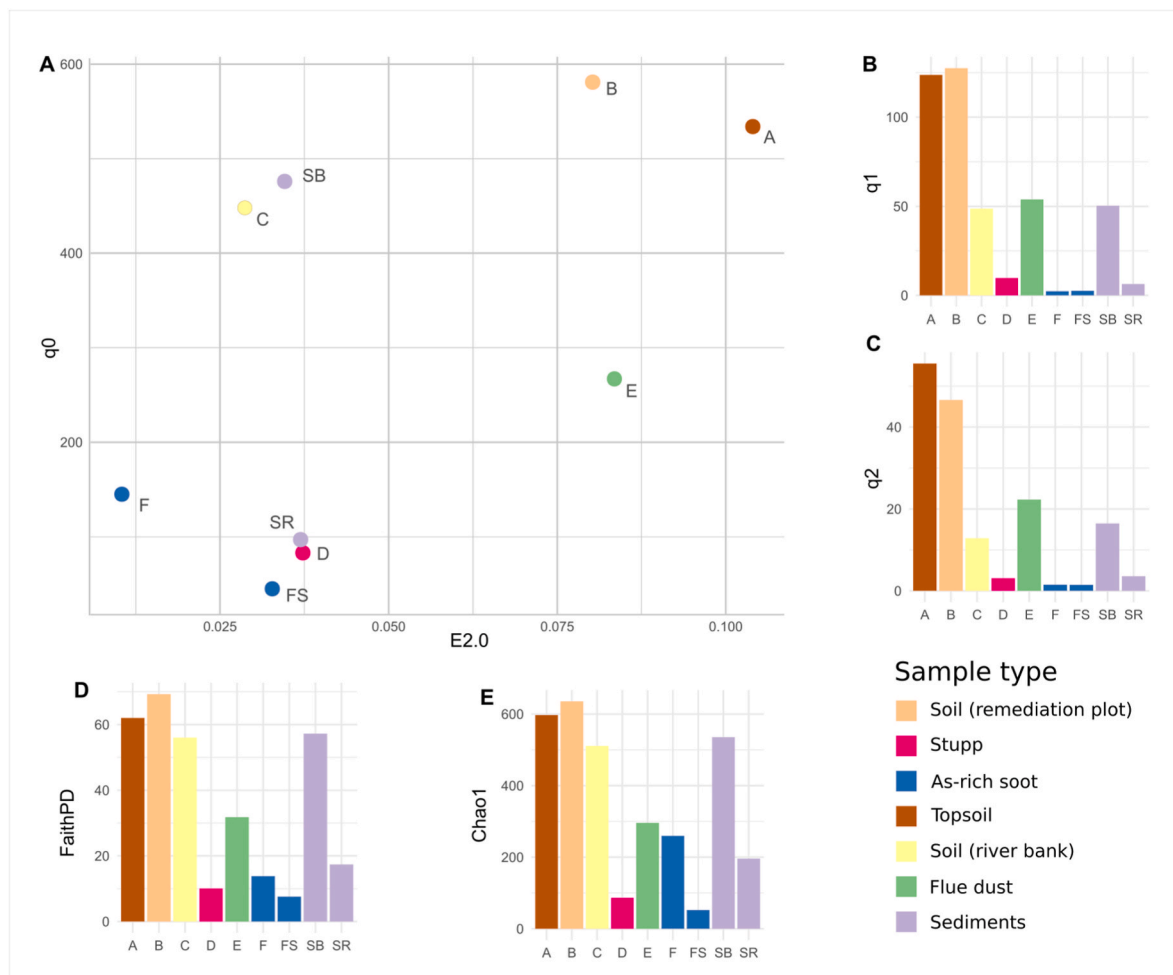 A
600
400
200
q0
B
A
SB
C
E
F
SR
D
FS
0.025
0.050
0.075
0.100
E2.0
B
100
50
0
q1
A B C D E F FS SB SR
C
40
20
0
q2
A B C D E F FS SB SR
D
60
40
20
0
FaithPD
A B C D E F FS SB SR
E
600
400
200
0
Chao1
A B C D E F FS SB SR
Sample type
Soil (remediation plot)
Stupp
As-rich soot
Topsoil
Soil (river bank)
Flue dust
Sediments